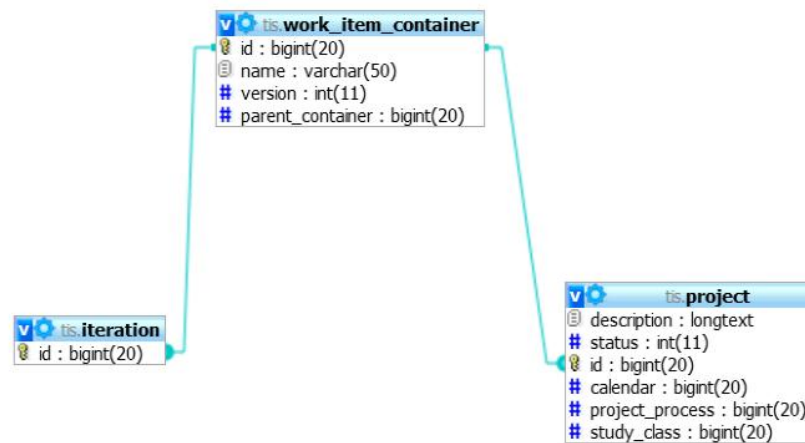 tis.work_item_container
id : bigint(20)
name : varchar(50)
# version : int(11)
# parent_container : bigint(20)
tis.iteration
id : bigint(20)
tis.project
description : longtext
# status : int(11)
id : bigint(20)
# calendar : bigint(20)
# project_process : bigint(20)
# study_class : bigint(20)